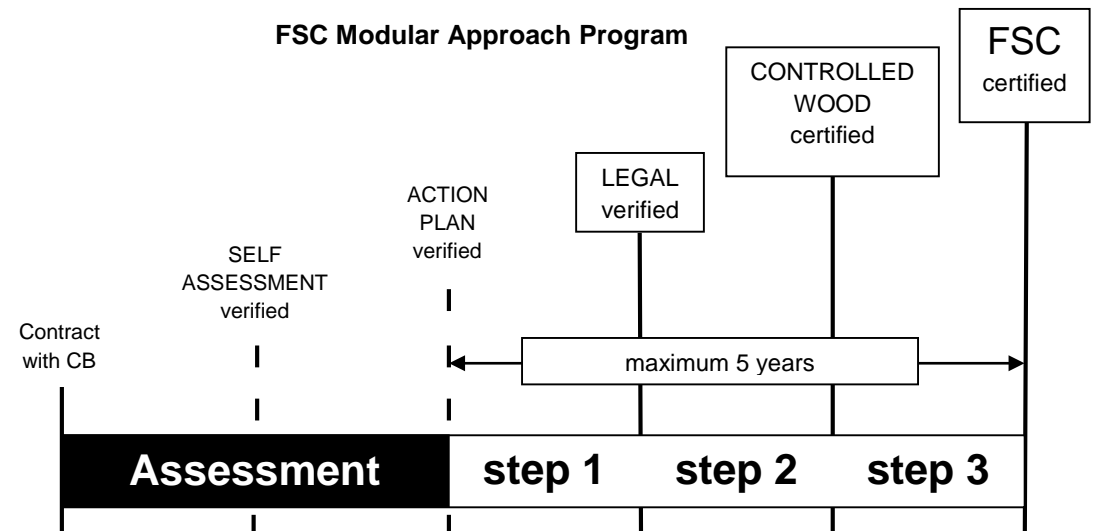 FSC Modular Approach Program
FSC
certified
CONTROLLED
WOOD
certified
LEGAL
verified
ACTION
PLAN
verified
SELF
ASSESSMENT
verified
Contract
with CB
maximum 5 years
Assessment
step 1
step 2
step 3